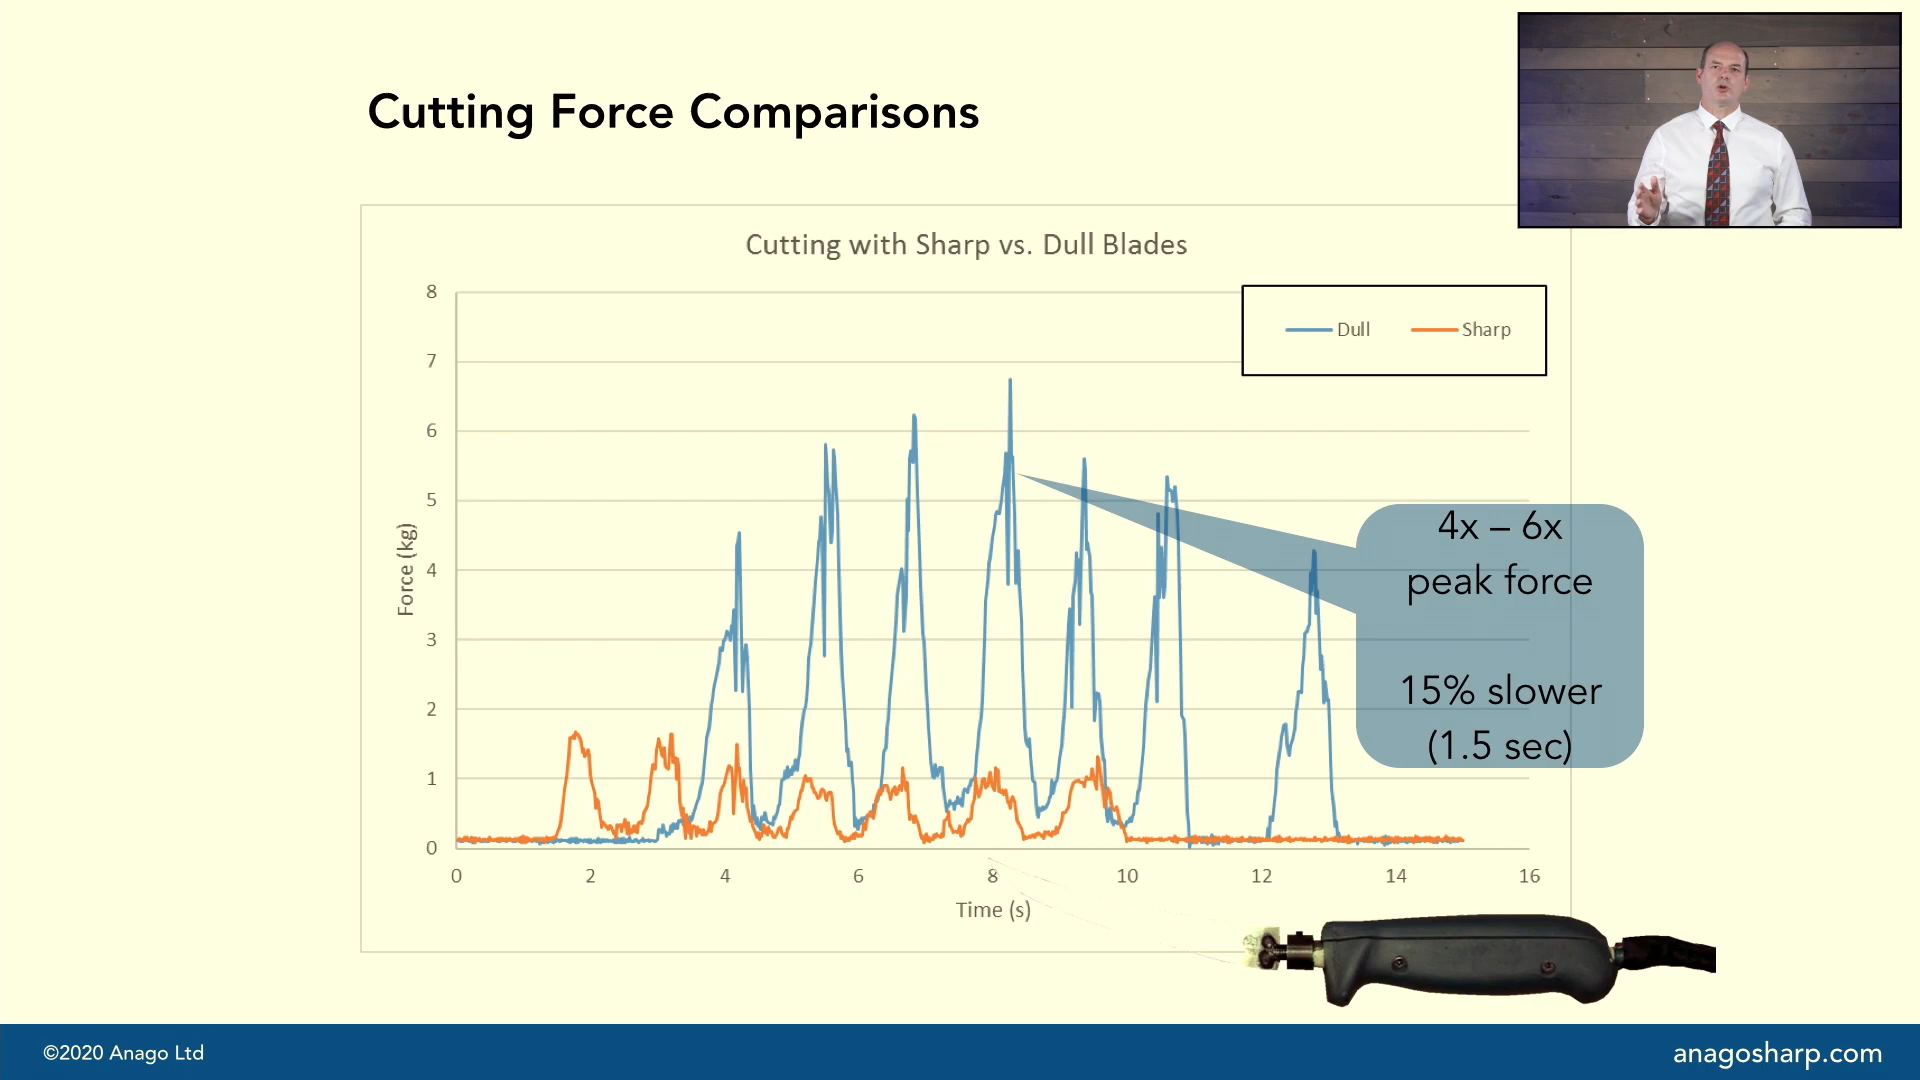 Cutting Force Comparisons
Cutting with Sharp vs. Dull Blades
8
7
6
5
4
3
2
1
0
Force (kg)
0 2 4 6 8 10 12 14 16
Time (s)
Dull Sharp
4x – 6x
peak force
15% slower
(1.5 sec)
©2020 Anago Ltd
anagosharp.com